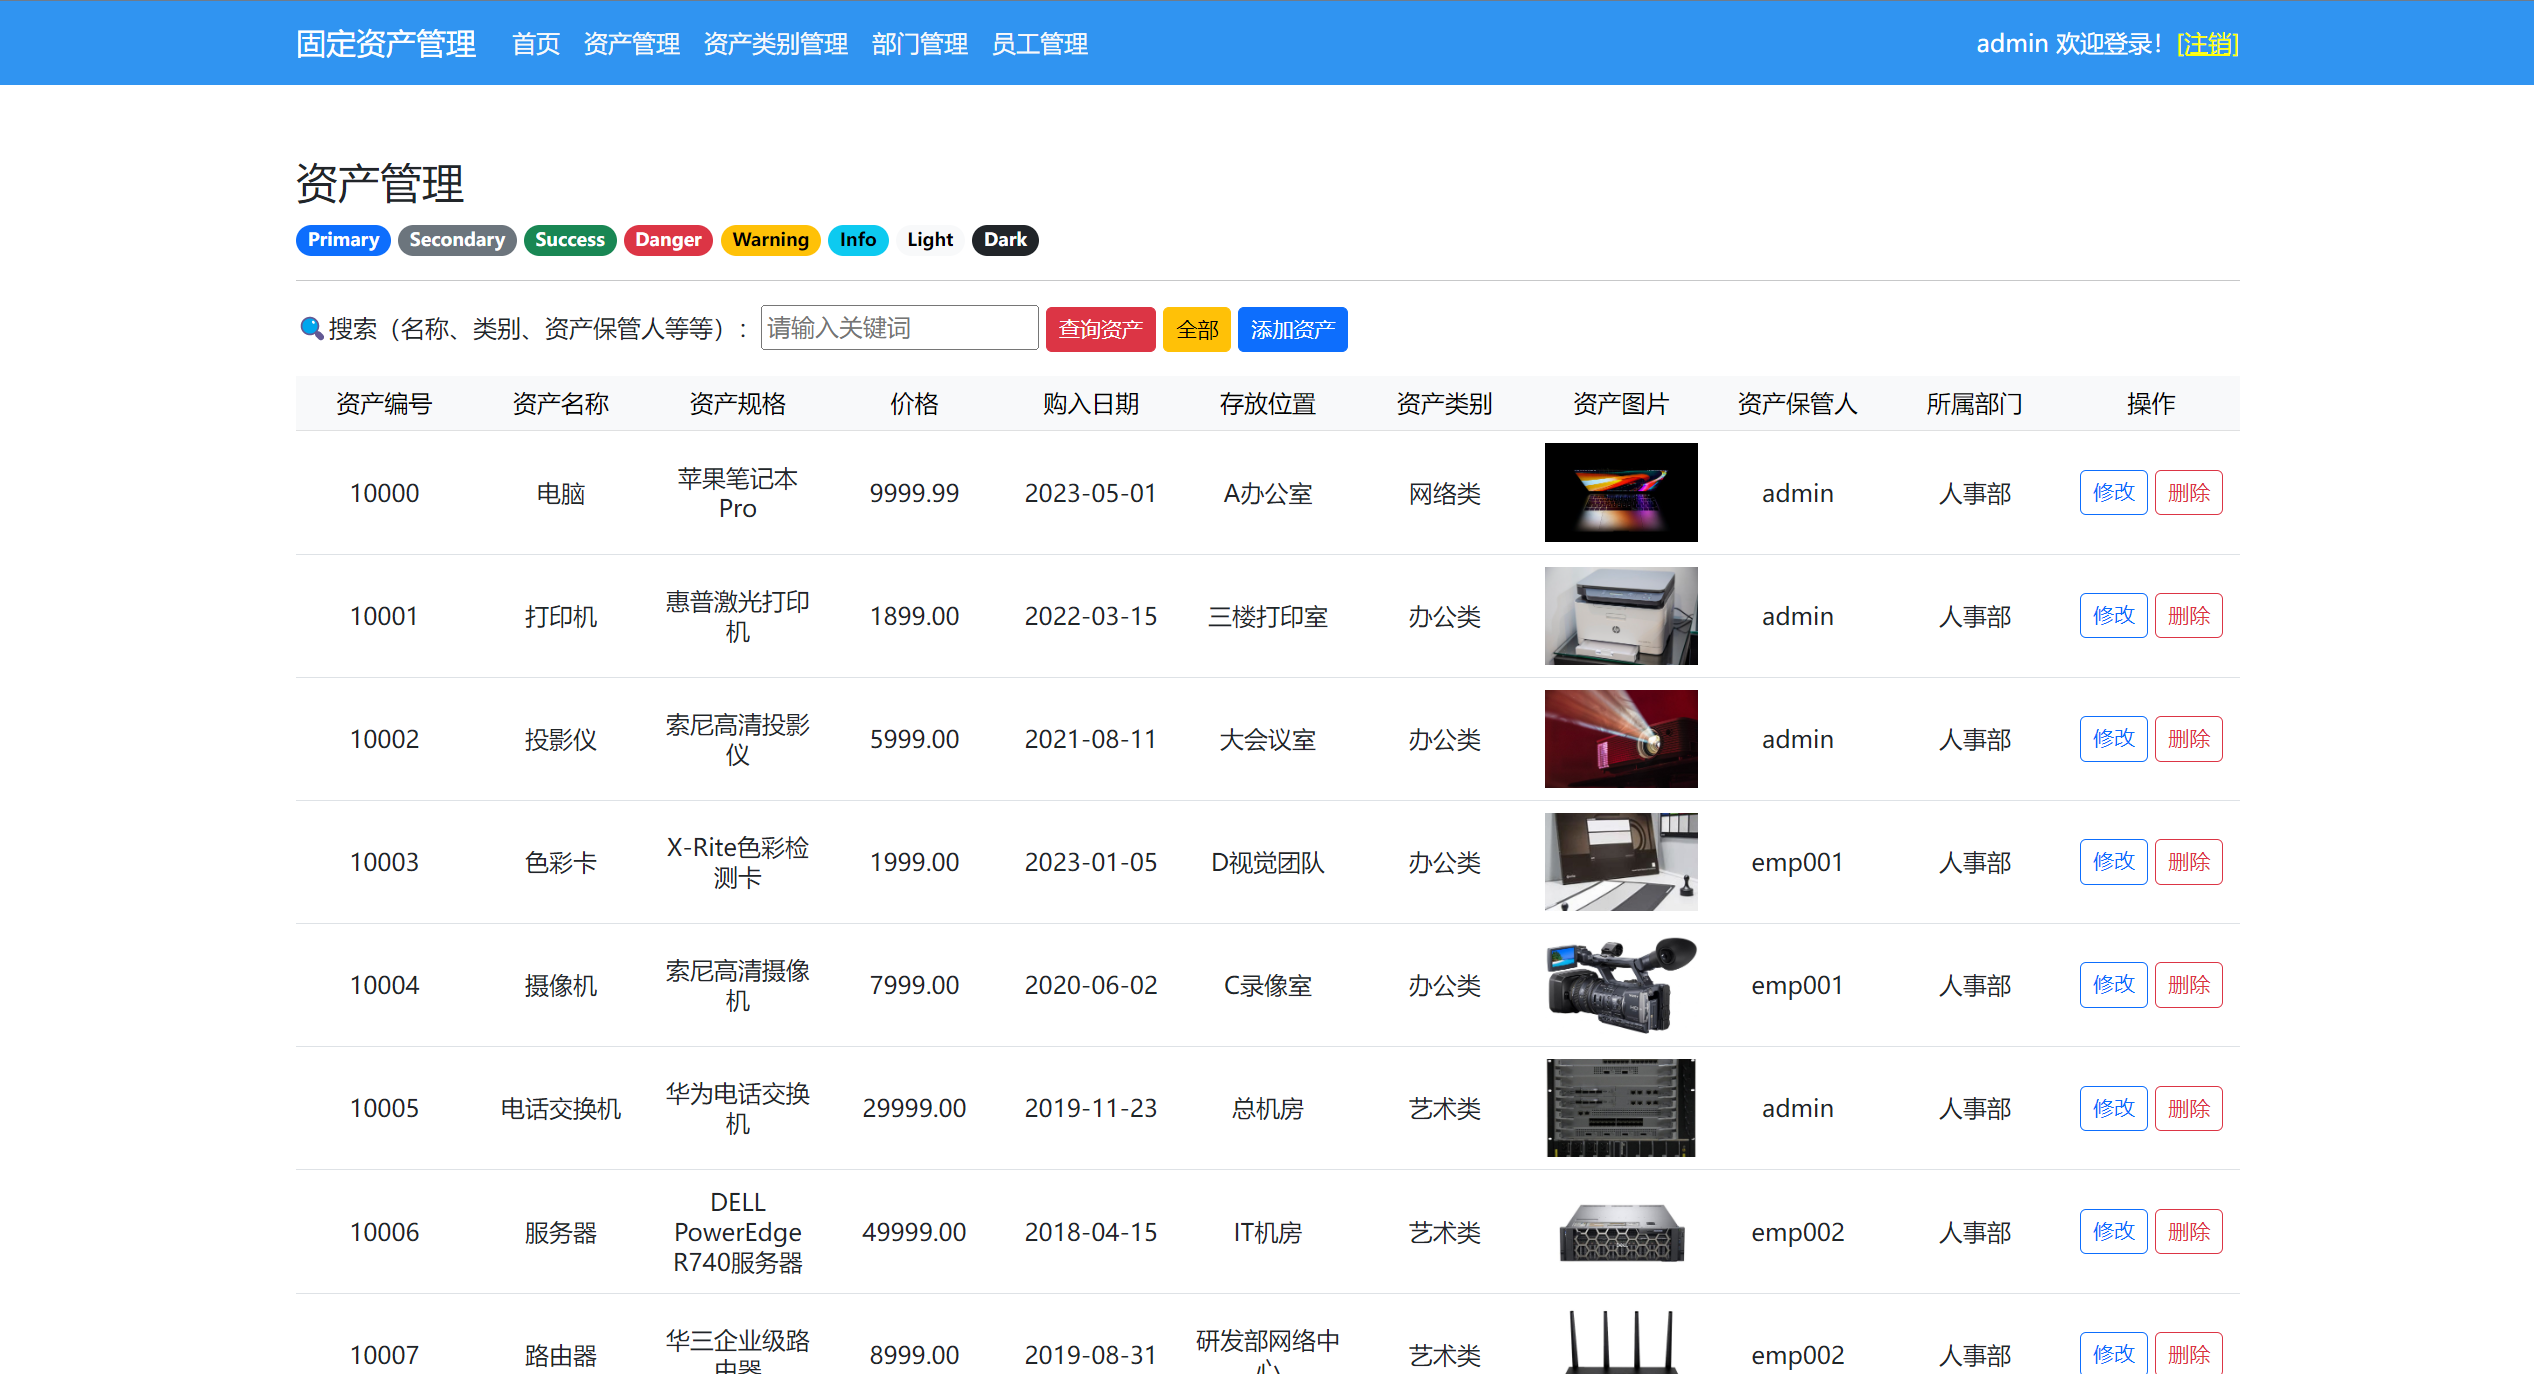 固定资产管理 首页 资产管理 资产类别管理 部门管理 员工管理 admin 欢迎登录！[注销]
资产管理
Primary Secondary Success Danger Warning Info Light Dark
搜索（名称、类别、资产保管人等等）： 请输入关键词 查询资产 全部 添加资产
资产编号 资产名称 资产规格 价格 购入日期 存放位置 资产类别 资产图片 资产保管人 所属部门 操作
10000 电脑 苹果笔记本Pro 9999.99 2023-05-01 A办公室 网络类 admin 人事部 修改 删除
10001 打印机 惠普激光打印机 1899.00 2022-03-15 三楼打印室 办公类 admin 人事部 修改 删除
10002 投影仪 索尼高清投影仪 5999.00 2021-08-11 大会议室 办公类 admin 人事部 修改 删除
10003 色彩卡 X-Rite色彩检测卡 1999.00 2023-01-05 D视觉团队 办公类 emp001 人事部 修改 删除
10004 摄像机 索尼高清摄像机 7999.00 2020-06-02 C录像室 办公类 emp001 人事部 修改 删除
10005 电话交换机 华为电话交换机 29999.00 2019-11-23 总机房 艺术类 admin 人事部 修改 删除
10006 服务器 DELL PowerEdge R740服务器 49999.00 2018-04-15 IT机房 艺术类 emp002 人事部 修改 删除
10007 路由器 华三企业级路由器 8999.00 2019-08-31 研发部网络中心 艺术类 emp002 人事部 修改 删除